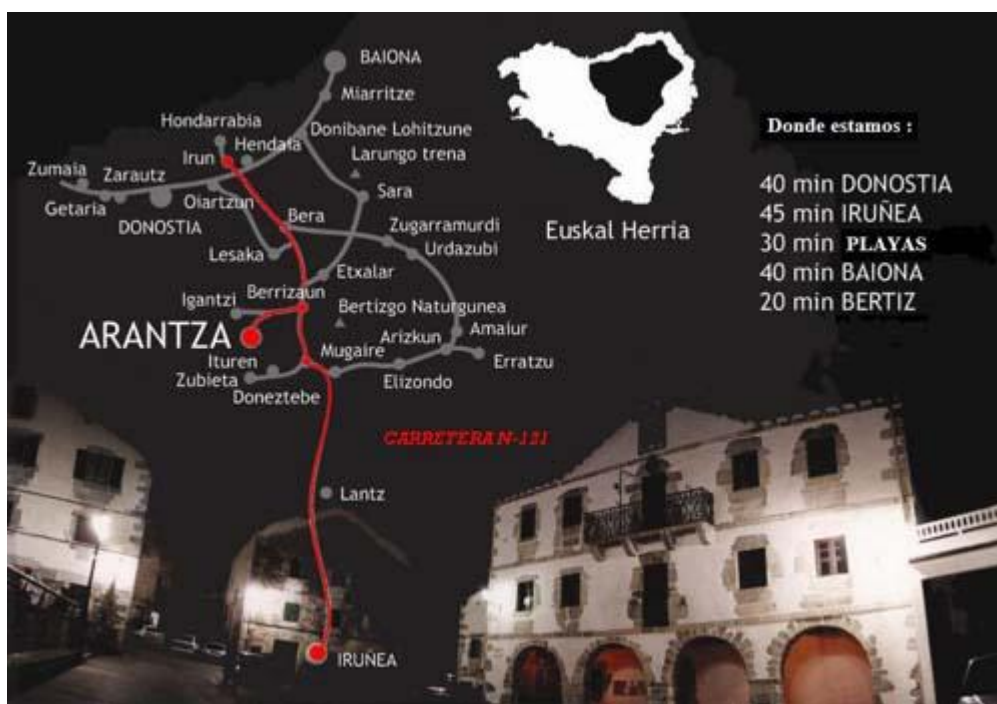 BAIONA
Miarritze
Hondarrabia
Donibane Lohitzune
Irun
Hendaia
Larungo trena
Zumaia
Zarautz
Oiartzun
Sara
Getaria
DONOSTIA
Bera
Zugarramurdi
Lesaka
Urdazubi
Etxalar
Igantzi
Berrizaun
Bertizgo Naturgunea
ARANTZA
Arizkun
Amaiur
Ituren
Mugaire
Erratzu
Zubieta
Doneztebe
Elizondo
CARRETERA N-121
Lantz
IRUÑEA
Euskal Herria
Donde estamos :
40 min DONOSTIA
45 min IRUÑEA
30 min PLAYAS
40 min BAIONA
20 min BERTIZ